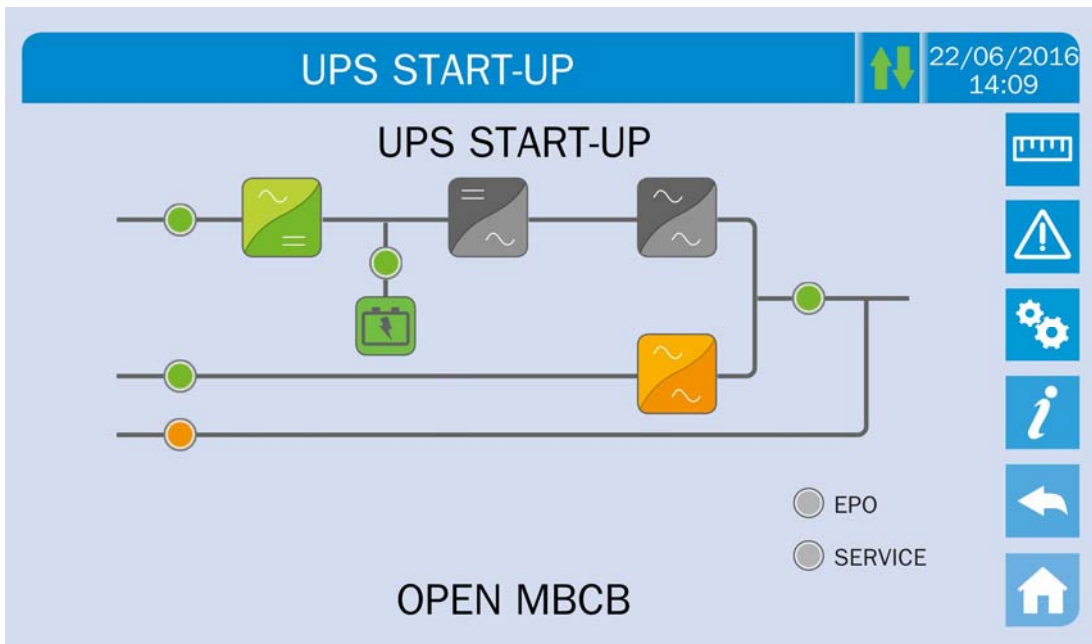 UPS START-UP
22/06/2016
14:09
UPS START-UP
EPO
SERVICE
OPEN MBCB